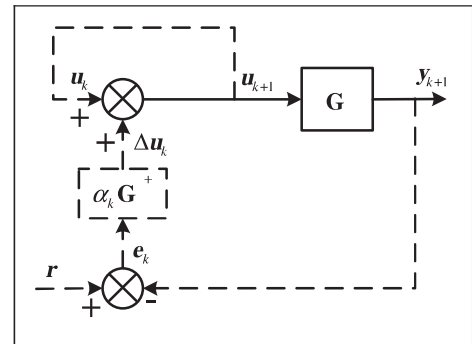 u_k
u_{k+1}
G
y_{k+1}
+
+
Δu_k
α_k G^+
e_k
r
+
-